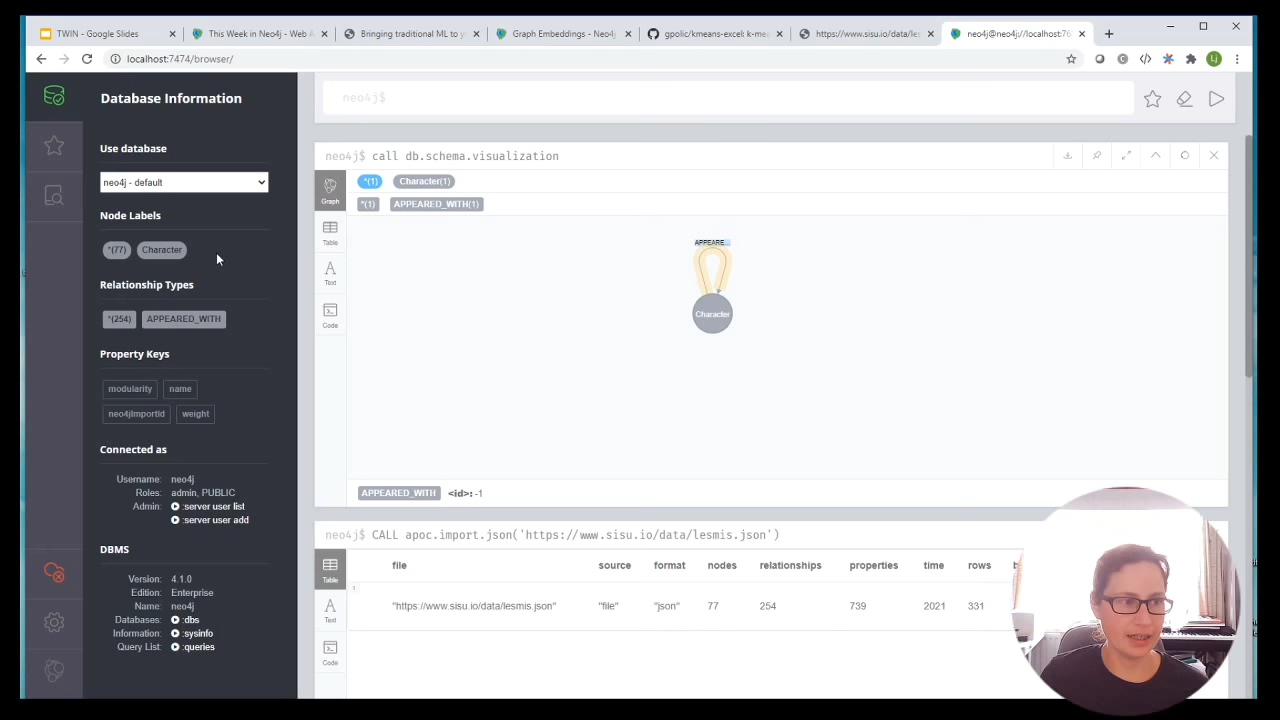 TWIN - Google Slides
This Week in Neo4j - Web A
Bringing traditional ML to y
Graph Embeddings - Neo4j
gpolic/kmeans-excel k-me
https://www.sisu.io/data/les
neo4j@neo4j://localhost:76
localhost:7474/browser/
Lj
Database Information
Use database
neo4j - default
Node Labels
*(77) Character
Relationship Types
*(254) APPEARED_WITH
Property Keys
modularity name
neo4jImportId weight
Connected as
Username: neo4j
Roles: admin, PUBLIC
Admin: :server user list
:server user add
DBMS
Version: 4.1.0
Edition: Enterprise
Name: neo4j
Databases: :dbs
Information: :sysinfo
Query List: :queries
neo4j$
neo4j$ call db.schema.visualization
Graph
Table
Text
Code
*(1) Character(1)
*(1) APPEARED_WITH(1)
APPEARE...
Character
APPEARED_WITH <id>: -1
neo4j$ CALL apoc.import.json('https://www.sisu.io/data/lesmis.json')
Table
Text
Code
file source format nodes relationships properties time rows
1
"https://www.sisu.io/data/lesmis.json" "file" "json" 77 254 739 2021 331